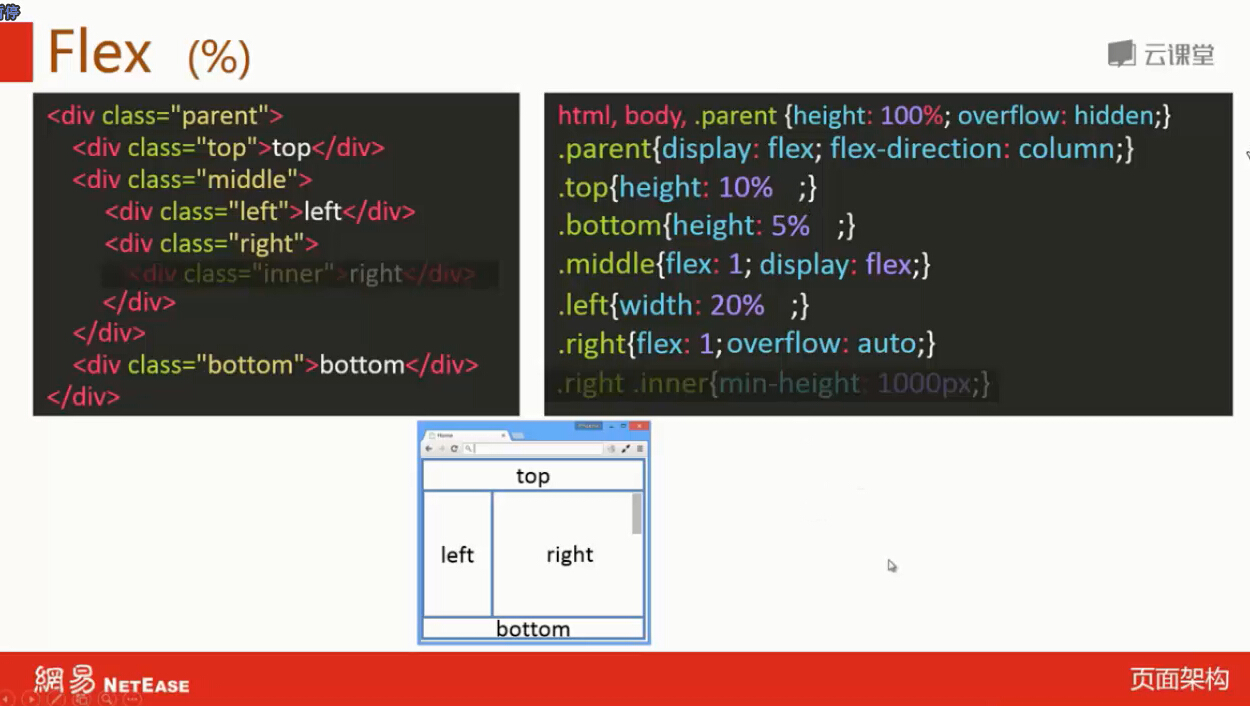 暂停
Flex (%)
云课堂
<div class="parent">
<div class="top">top</div>
<div class="middle">
<div class="left">left</div>
<div class="right">
<div class="inner">right</div>
</div>
</div>
<div class="bottom">bottom</div>
</div>
html, body, .parent {height: 100%; overflow: hidden;}
.parent{display: flex; flex-direction: column;}
.top{height: 10% ;}
.bottom{height: 5% ;}
.middle{flex: 1; display: flex;}
.left{width: 20% ;}
.right{flex: 1;overflow: auto;}
.right .inner{min-height: 1000px;}
Home
top
left
right
bottom
網易 NETEASE
页面架构